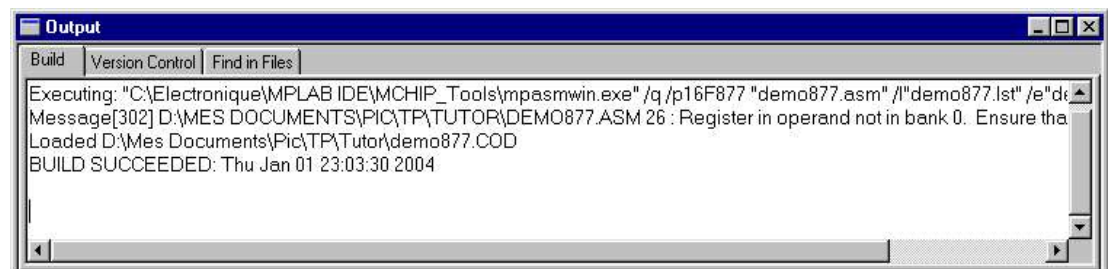 Output
Build Version Control Find in Files
Executing: "C:\Electronique\MPLAB IDE\MCHIP_Tools\mpasmwin.exe" /q /p16F877 "demo877.asm" /l"demo877.lst" /e"de
Message[302] D:\MES DOCUMENTS\PIC\TP\TUTOR\DEMO877.ASM 26 : Register in operand not in bank 0.  Ensure tha
Loaded D:\Mes Documents\Pic\TP\Tutor\demo877.COD
BUILD SUCCEEDED: Thu Jan 01 23:03:30 2004